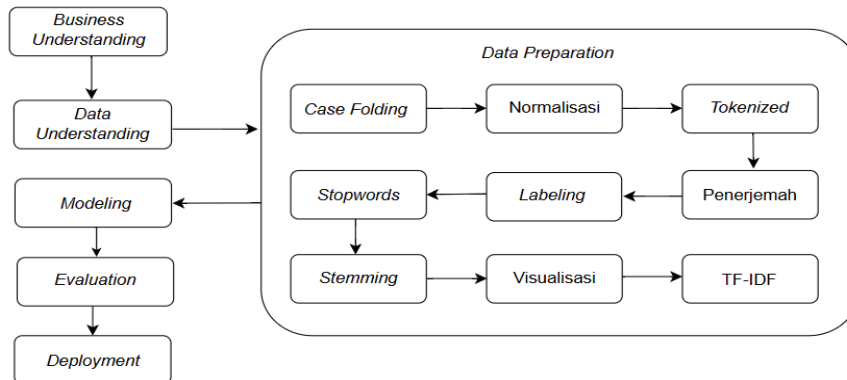 Business
Understanding
Data
Understanding
Data Preparation
Case Folding
Normalisasi
Tokenized
Penerjemah
Labeling
Stopwords
Stemming
Visualisasi
TF-IDF
Modeling
Evaluation
Deployment